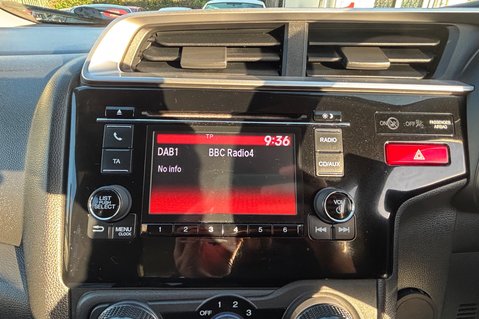 TP 9:36
DAB1 BBC Radio4
No info
TA
RADIO
CD/AUX
LIST
PUSH
SELECT
VOL
MENU
CLOCK
1 2 3 4 5 6
ON OFF PASSENGER
AIRBAG
OFF 1 2 3